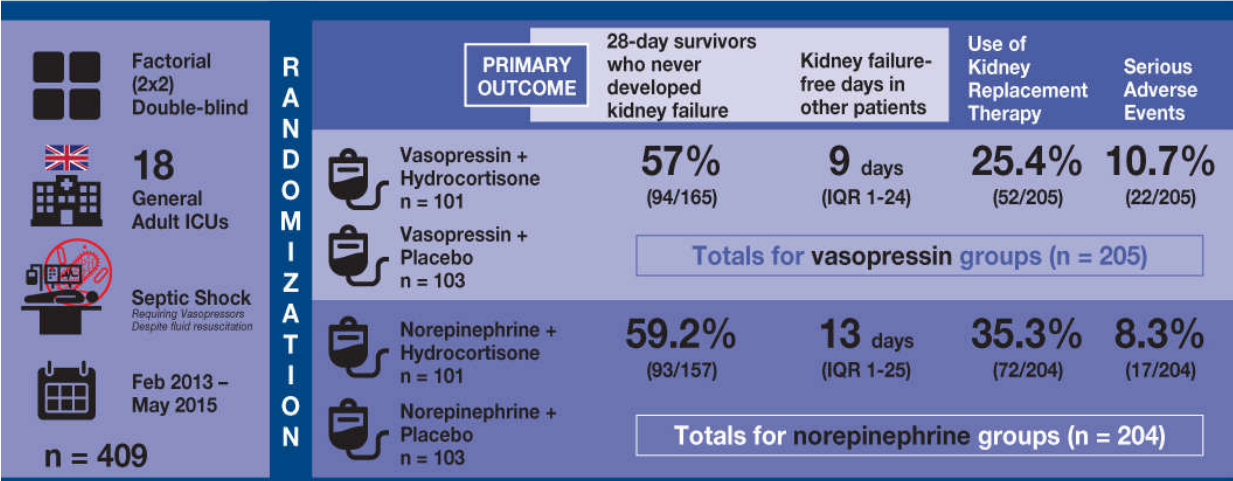 Factorial
(2x2)
Double-blind
18
General
Adult ICUs
Septic Shock
Requiring Vasopressors
Despite fluid resuscitation
Feb 2013 –
May 2015
n = 409
RANDOMIZATION
PRIMARY
OUTCOME
28-day survivors
who never
developed
kidney failure
Kidney failure-
free days in
other patients
Use of
Kidney
Replacement
Therapy
Serious
Adverse
Events
Vasopressin +
Hydrocortisone
n = 101
57%
(94/165)
9 days
(IQR 1-24)
25.4%
(52/205)
10.7%
(22/205)
Vasopressin +
Placebo
n = 103
Totals for vasopressin groups (n = 205)
Norepinephrine +
Hydrocortisone
n = 101
59.2%
(93/157)
13 days
(IQR 1-25)
35.3%
(72/204)
8.3%
(17/204)
Norepinephrine +
Placebo
n = 103
Totals for norepinephrine groups (n = 204)